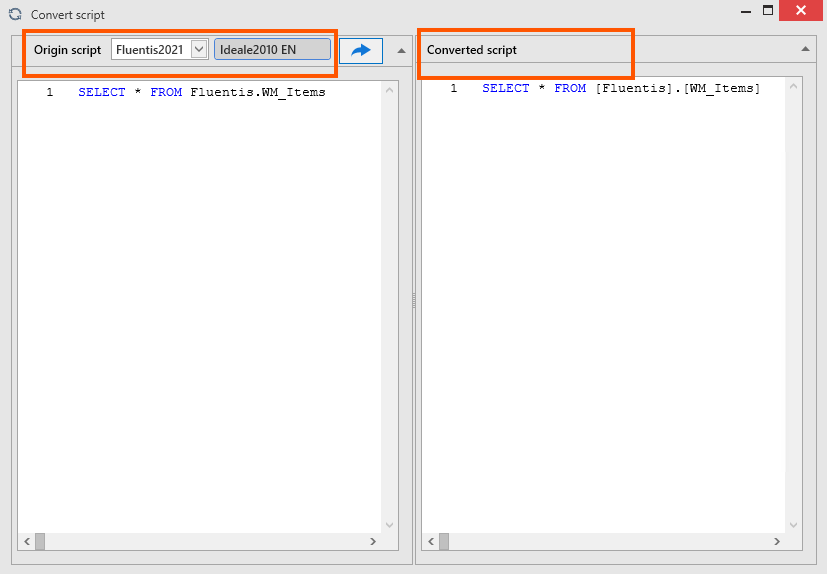 Convert script
Origin script Fluentis2021 Ideale2010 EN
1 SELECT * FROM Fluentis.WM_Items
Converted script
1 SELECT * FROM [Fluentis].[WM_Items]